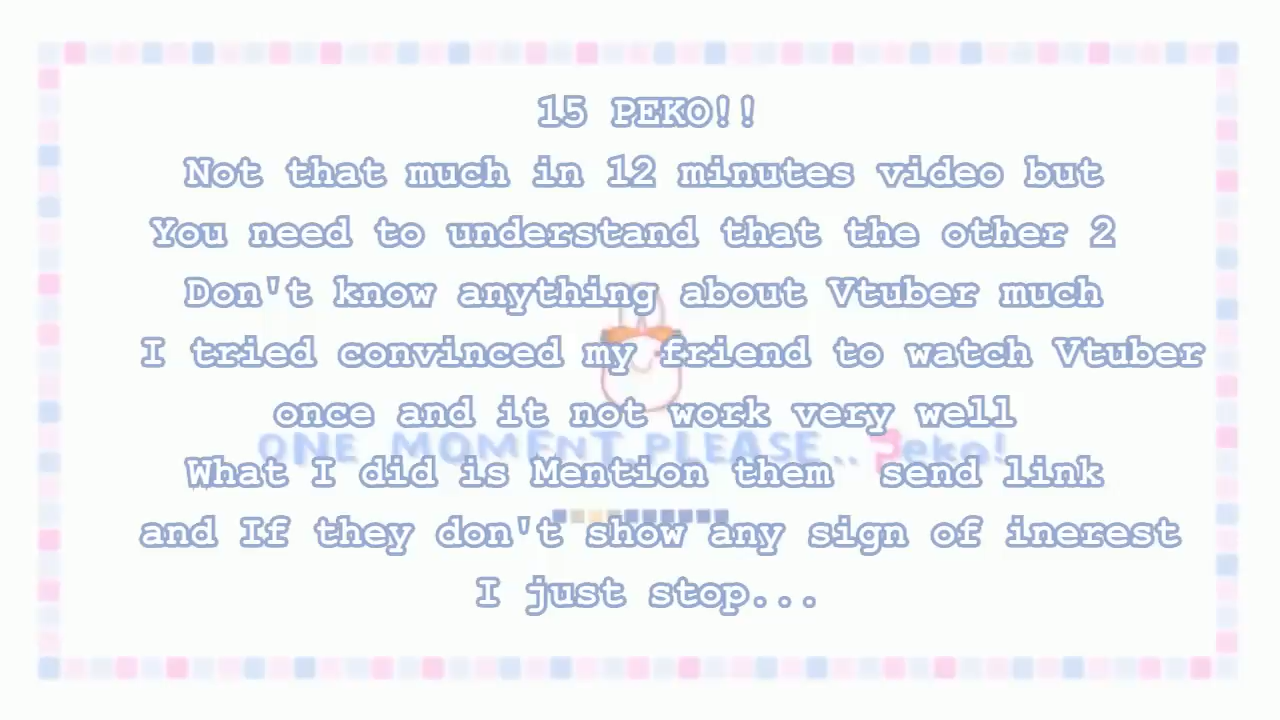 15 PEKO!!
Not that much in 12 minutes video but
You need to understand that the other 2
Don't know anything about Vtuber much
I tried convinced my friend to watch Vtuber
once and it not work very well
ONE MOMENT,PLEASE.. Peko!
What I did is Mention them send link
and If they don't show any sign of inerest
I just stop...